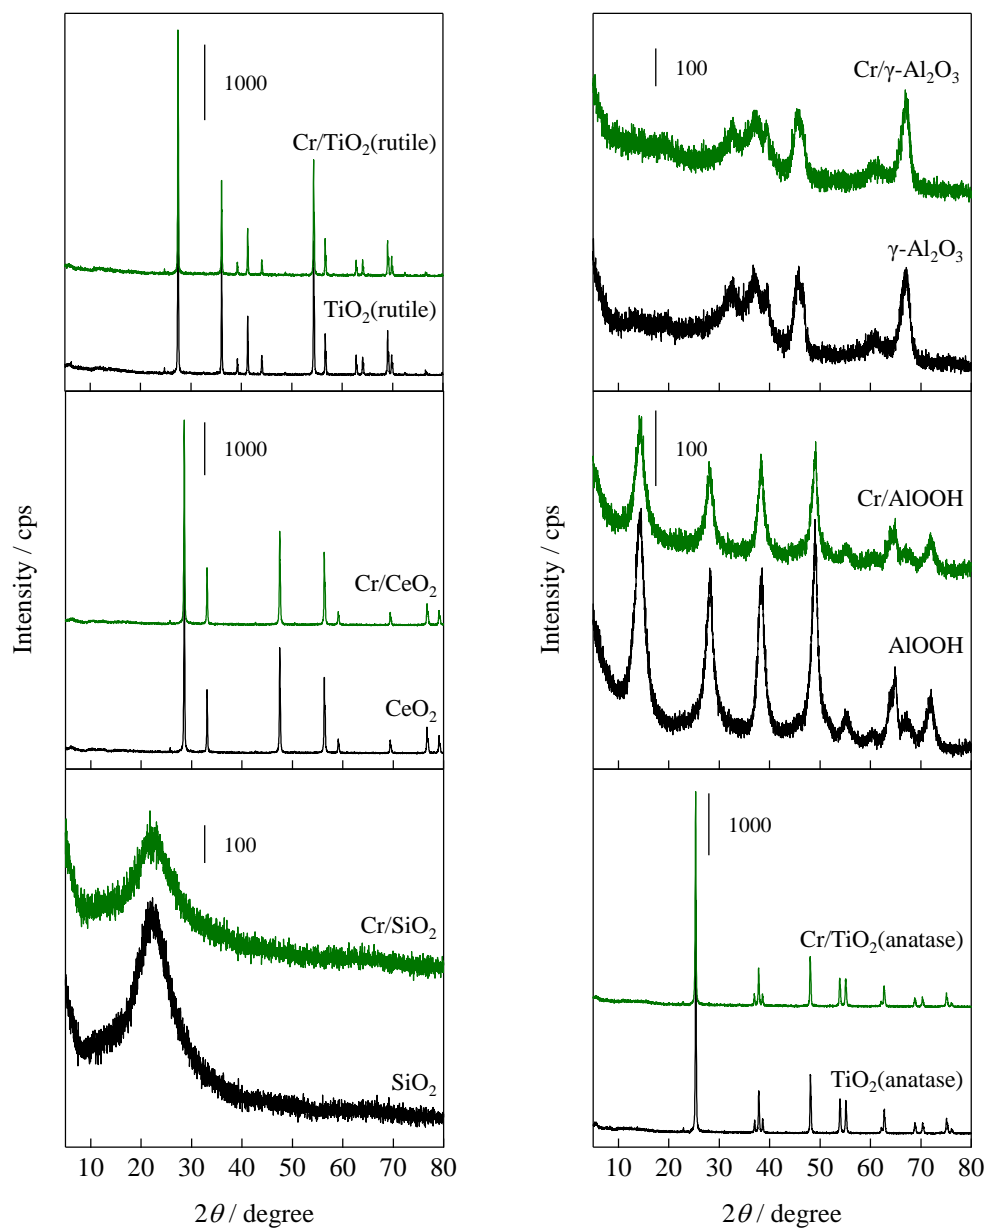 1000
Cr/TiO₂(rutile)
TiO₂(rutile)
100
Cr/γ-Al₂O₃
γ-Al₂O₃
Intensity / cps
1000
Cr/CeO₂
CeO₂
Intensity / cps
100
Cr/AlOOH
AlOOH
100
Cr/SiO₂
SiO₂
10 20 30 40 50 60 70 80
2θ / degree
1000
Cr/TiO₂(anatase)
TiO₂(anatase)
10 20 30 40 50 60 70 80
2θ / degree